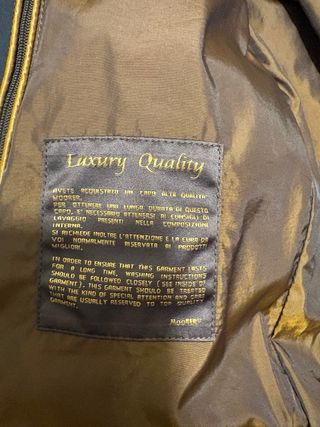 Luxury Quality
AVETE ACQUISTATO UN CAPO ALTA QUALITA'
MOORER.
PER OTTENERE UNA LUNGA DURATA DI QUESTO
CAPO, E' NECESSARIO ATTENERSI AI CONSIGLI DI
LAVAGGIO PRESENTI NELLA COMPOSIZIONE
INTERNA.
SI RICHIEDE INOLTRE L'ATTENZIONE E LA CURA DA
VOI NORMALMENTE RISERVATA AI PRODOTTI
MIGLIORI.
IN ORDER TO ENSURE THAT THIS GARMENT LASTS
FOR A LONG TIME, WASHING INSTRUCTIONS
SHOULD BE FOLLOWED CLOSELY (SEE INSIDE OF
GARMENT). THIS GARMENT SHOULD BE TREATED
WITH THE KIND OF SPECIAL ATTENTION AND CARE
THAT ARE USUALLY RESERVED TO TOP QUALITY
GARMENT.
MOORER